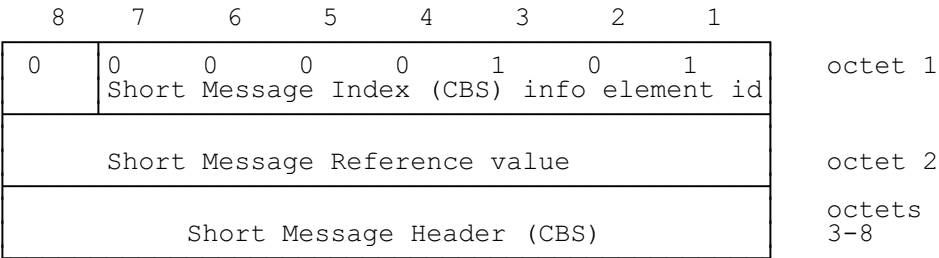 8 7 6 5 4 3 2 1
0 0 0 0 0 1 0 1 octet 1
Short Message Index (CBS) info element id
Short Message Reference value octet 2
octets
Short Message Header (CBS) 3-8